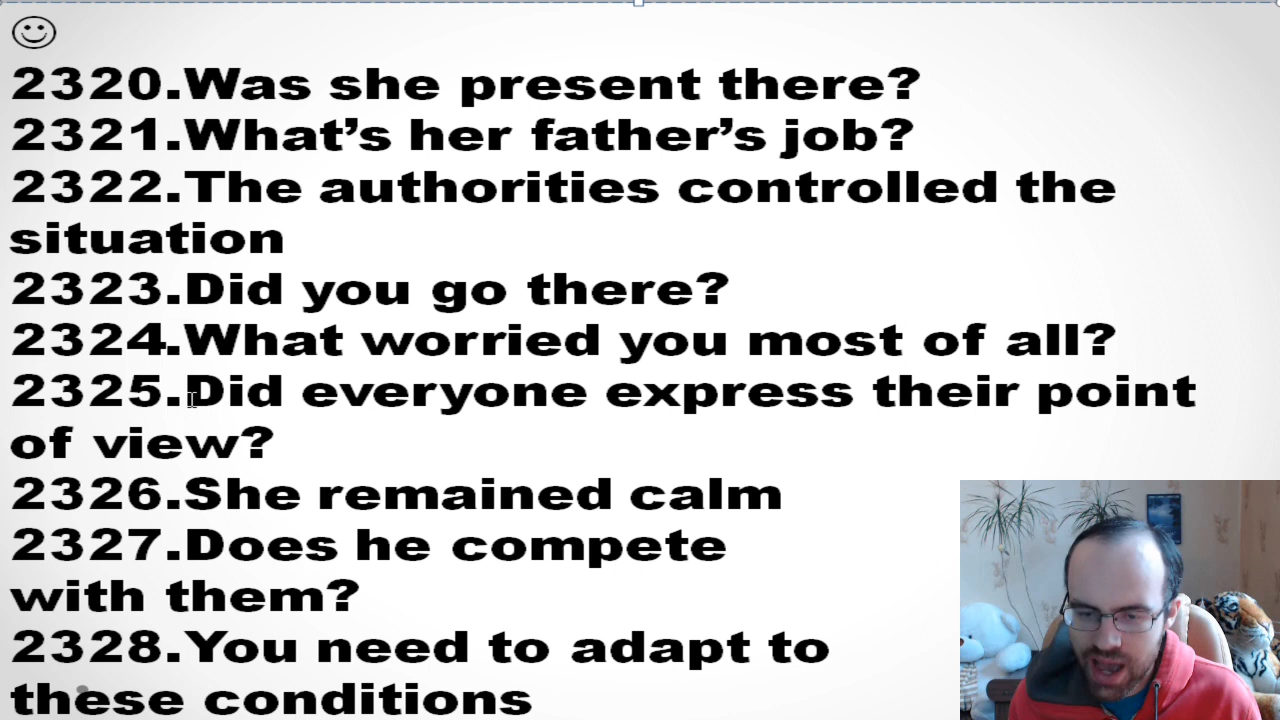 2320.Was she present there?
2321.What’s her father’s job?
2322.The authorities controlled the
situation
2323.Did you go there?
2324.What worried you most of all?
2325.Did everyone express their point
of view?
2326.She remained calm
2327.Does he compete
with them?
2328.You need to adapt to
these conditions